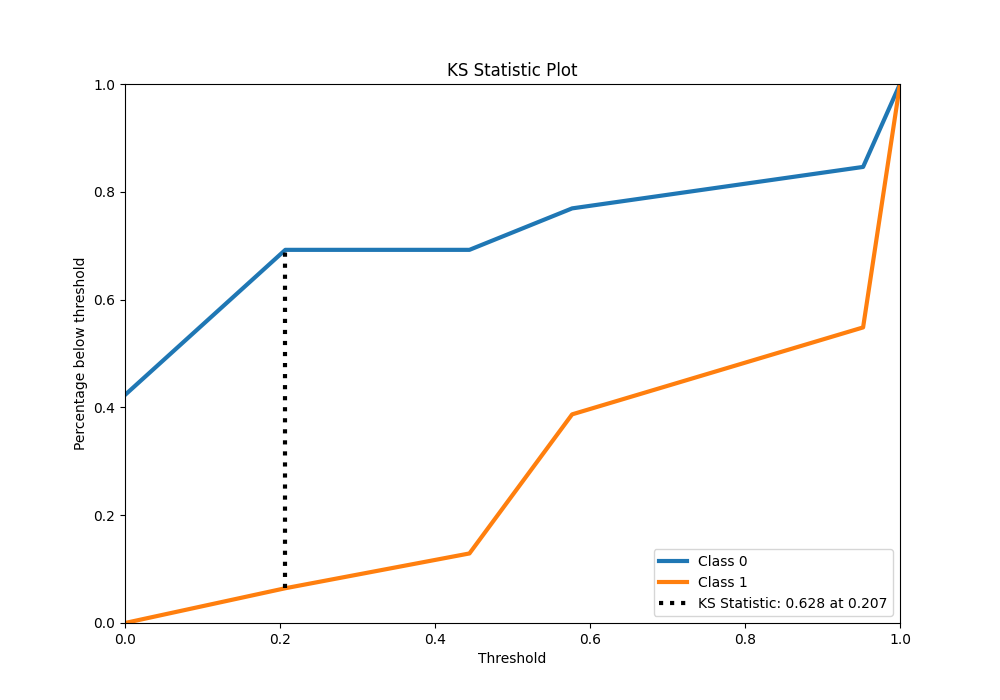 KS Statistic Plot
1.0
0.8
0.6
0.4
0.2
0.0
Percentage below threshold
0.0 0.2 0.4 0.6 0.8 1.0
Threshold
Class 0
Class 1
KS Statistic: 0.628 at 0.207